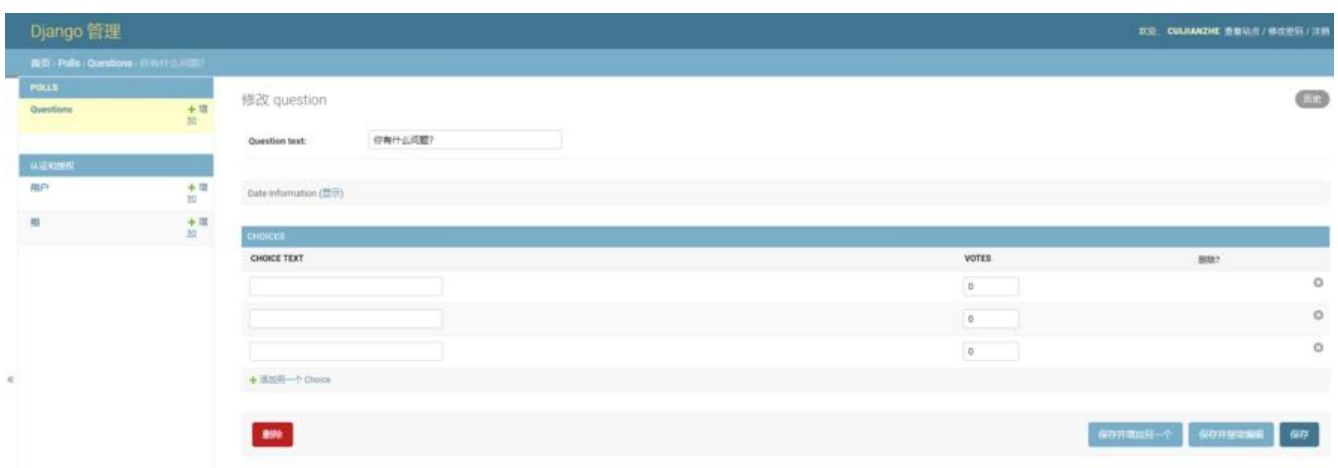 Django 管理
欢迎, CUIJIANZHE 查看站点 / 修改密码 / 注销
首页 › Polls › Questions › 你有什么问题?
POLLS
Questions
+ 增加
认证和授权
用户
+ 增加
组
+ 增加
修改 question
历史
Question text:
你有什么问题?
Date information (显示)
CHOICES
CHOICE TEXT
VOTES
删除?
0
0
0
+ 添加另一个 Choice
删除
保存并增加另一个
保存并继续编辑
保存
«